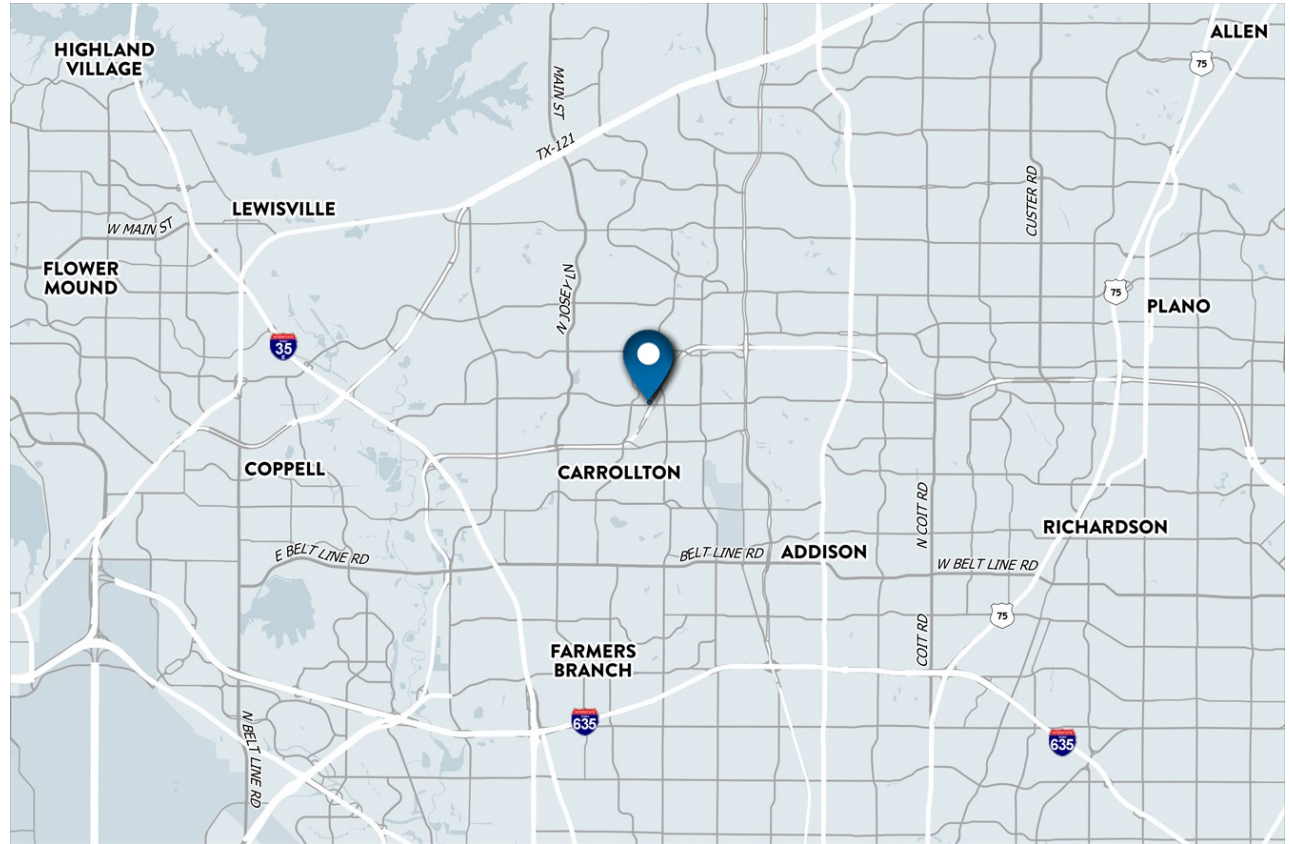 HIGHLAND
VILLAGE
ALLEN
75
MAIN ST
TX-121
CUSTER RD
LEWISVILLE
W MAIN ST
FLOWER
MOUND
N JOSEY LN
75
PLANO
35
E
COPPELL
CARROLLTON
N COIT RD
RICHARDSON
E BELT LINE RD
BELT LINE RD
ADDISON
W BELT LINE RD
75
COIT RD
FARMERS
BRANCH
635
635
N BELT LINE RD